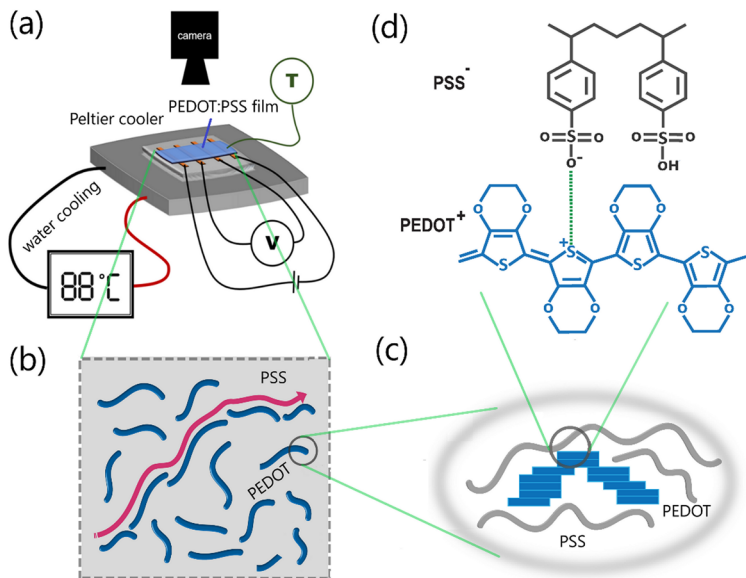 (a)
camera
T
PEDOT:PSS film
Peltier cooler
water cooling
V
88°C
(b)
PSS
PEDOT
(d)
PSS-
O=S=O
O-
O=S=O
OH
PEDOT+
O O O O
S S+ S S
O O O O
(c)
PEDOT
PSS